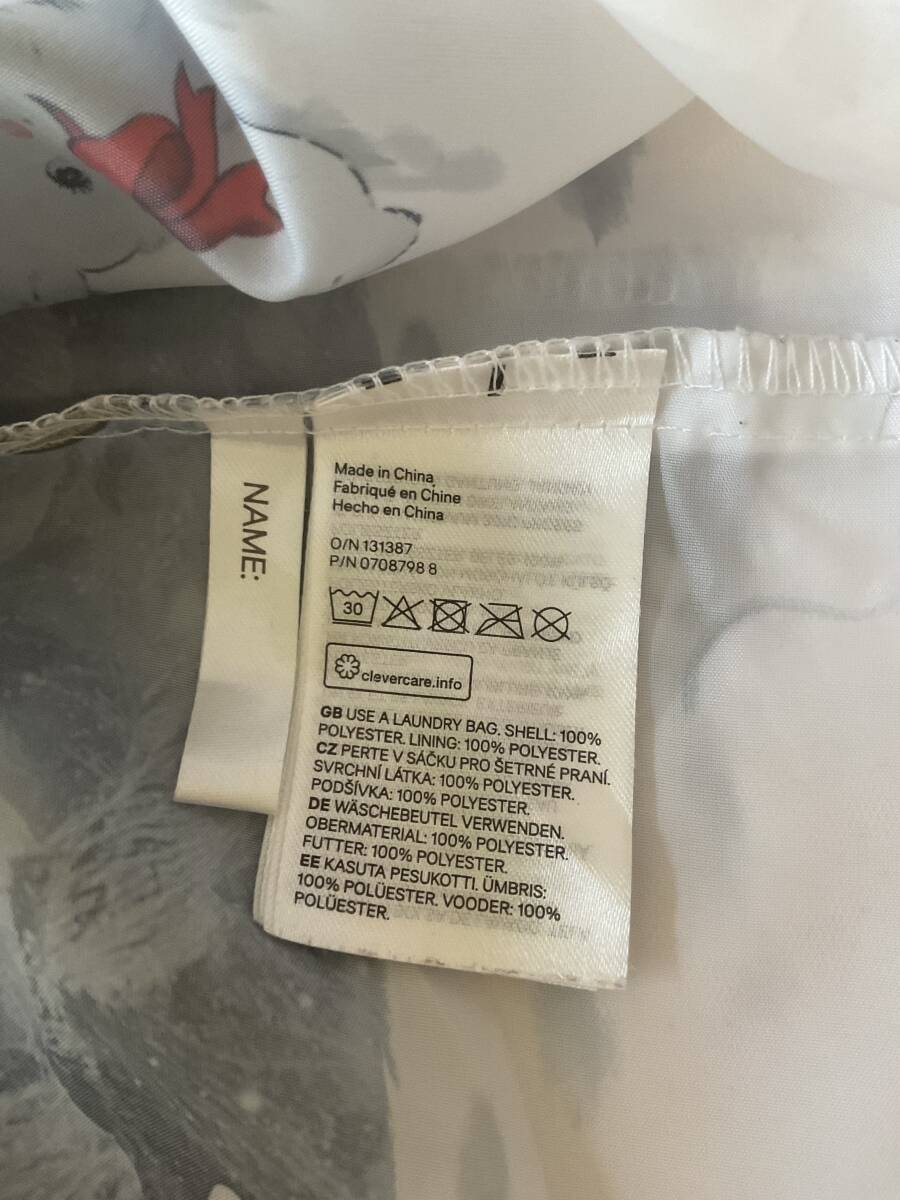 NAME:
Made in China
Fabriqué en Chine
Hecho en China
O/N 131387
P/N 0708798 8
30
clevercare.info
GB USE A LAUNDRY BAG. SHELL: 100%
POLYESTER. LINING: 100% POLYESTER.
CZ PERTE V SÁČKU PRO ŠETRNÉ PRANÍ.
SVRCHNÍ LÁTKA: 100% POLYESTER.
PODŠÍVKA: 100% POLYESTER.
DE WÄSCHEBEUTEL VERWENDEN.
OBERMATERIAL: 100% POLYESTER.
FUTTER: 100% POLYESTER.
EE KASUTA PESUKOTTI. ÜMBRIS:
100% POLÜESTER. VOODER: 100%
POLÜESTER.